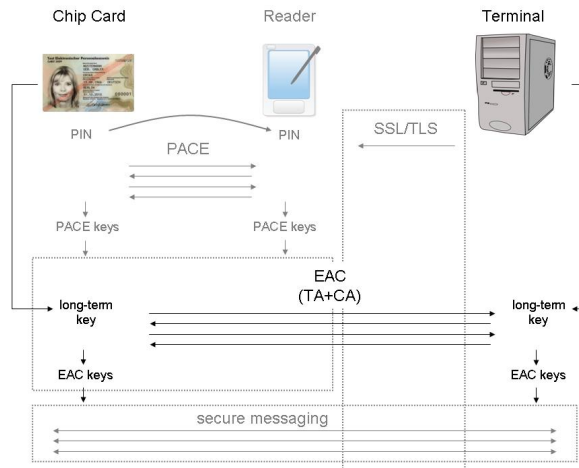 Chip Card
Reader
Terminal
PIN
PIN
SSL/TLS
PACE
PACE keys
PACE keys
EAC
(TA+CA)
long-term
key
long-term
key
EAC keys
EAC keys
secure messaging